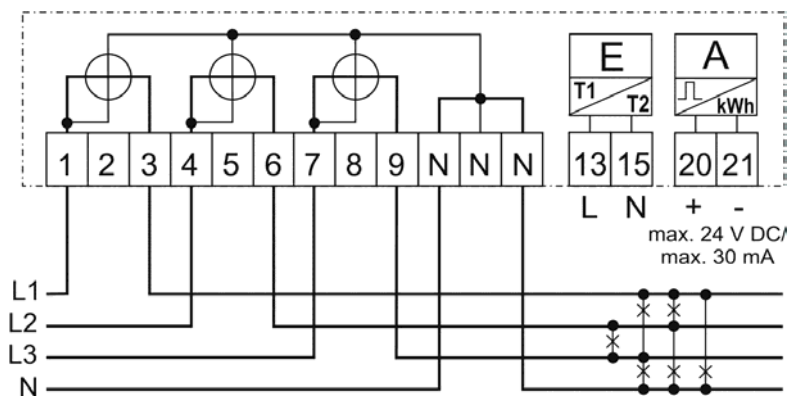 E A
T1 T2 kWh
1 2 3 4 5 6 7 8 9 N N N 13 15 20 21
L N + -
max. 24 V DC/
max. 30 mA
L1
L2
L3
N